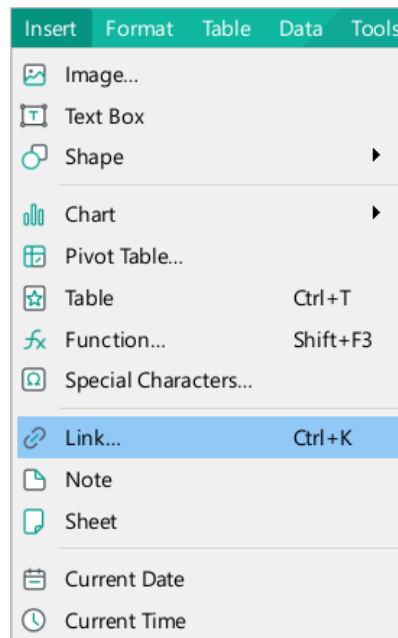 Insert Format Table Data Tools
Image...
Text Box
Shape
Chart
Pivot Table...
Table Ctrl+T
Function... Shift+F3
Special Characters...
Link... Ctrl+K
Note
Sheet
Current Date
Current Time